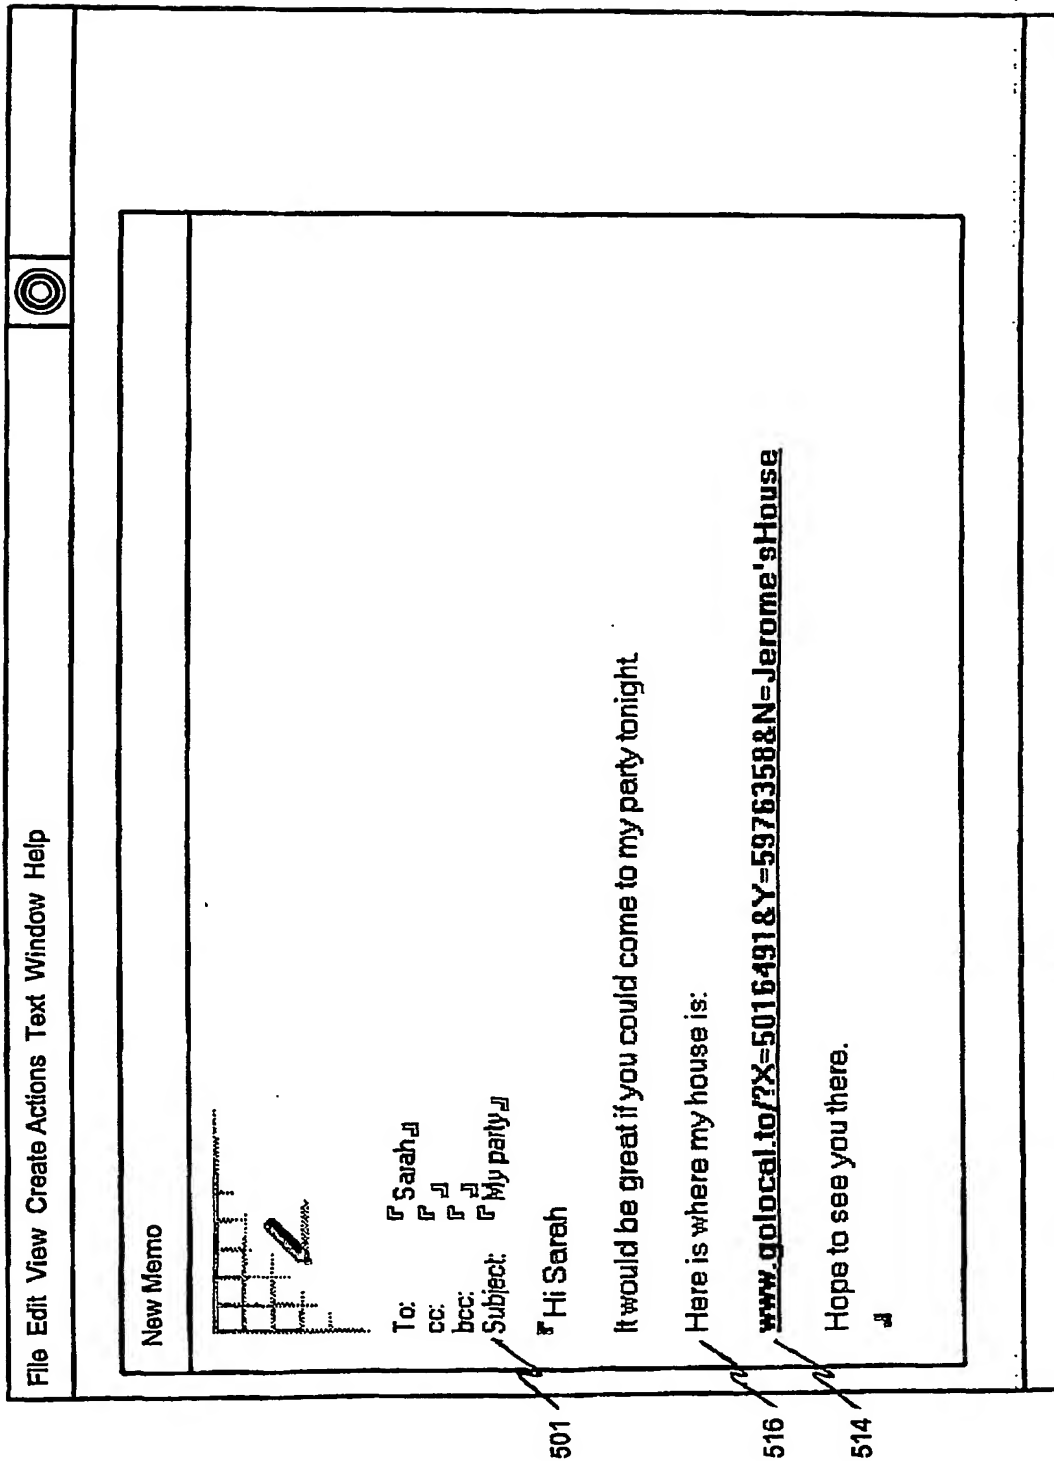 File Edit View Create Actions Text Window Help
New Memo
To: Sarah
cc:
bcc:
Subject: My party
Hi Sarah
It would be great if you could come to my party tonight.
Here is where my house is:
www.golocal.to/?X=5016491&Y=5976358&N=Jerome'sHouse
Hope to see you there.
501
516
514